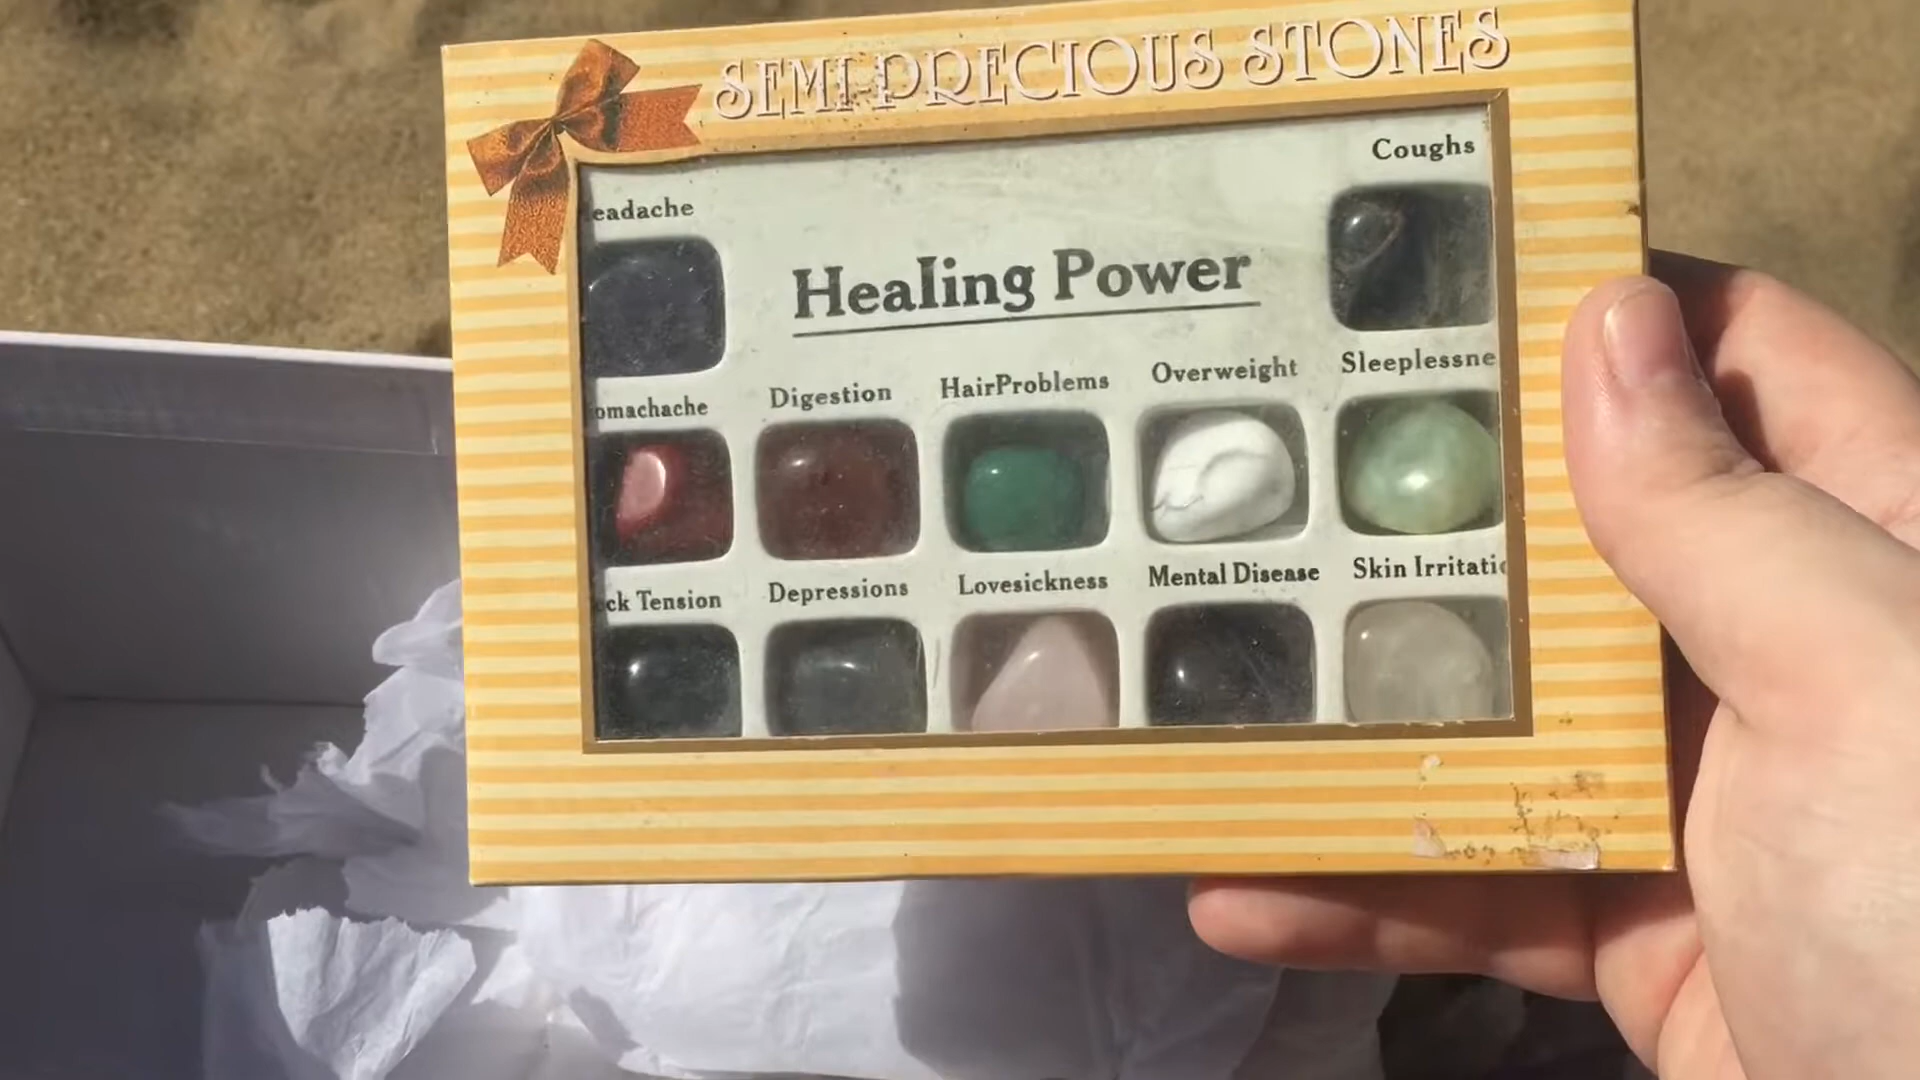 SEMI-PRECIOUS STONES
Coughs
eadache
Healing Power
omachache
Digestion
HairProblems
Overweight
Sleeplessne
ck Tension
Depressions
Lovesickness
Mental Disease
Skin Irritatio